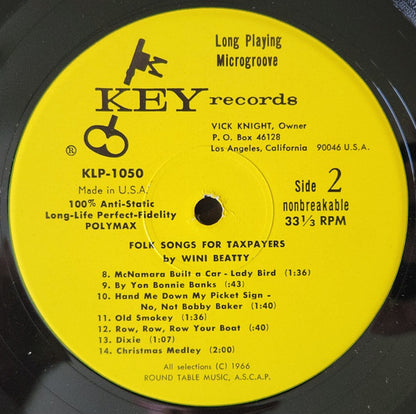 Long Playing
Microgroove
KEY records
®
VICK KNIGHT, Owner
P. O. Box 46128
Los Angeles, California 90046 U.S.A.
KLP-1050
Made in U.S.A.
100% Anti-Static
Long-Life Perfect-Fidelity
POLYMAX
Side 2
nonbreakable
33 1/3 RPM
FOLK SONGS FOR TAXPAYERS
by WINI BEATTY
8. McNamara Built a Car - Lady Bird (1:36)
9. By Yon Bonnie Banks (:43)
10. Hand Me Down My Picket Sign -
No, Not Bobby Baker (1:40)
11. Old Smokey (1:36)
12. Row, Row, Row Your Boat (:40)
13. Dixie (1:07)
14. Christmas Medley (2:00)
All selections (C) 1966
ROUND TABLE MUSIC, A.S.C.A.P.